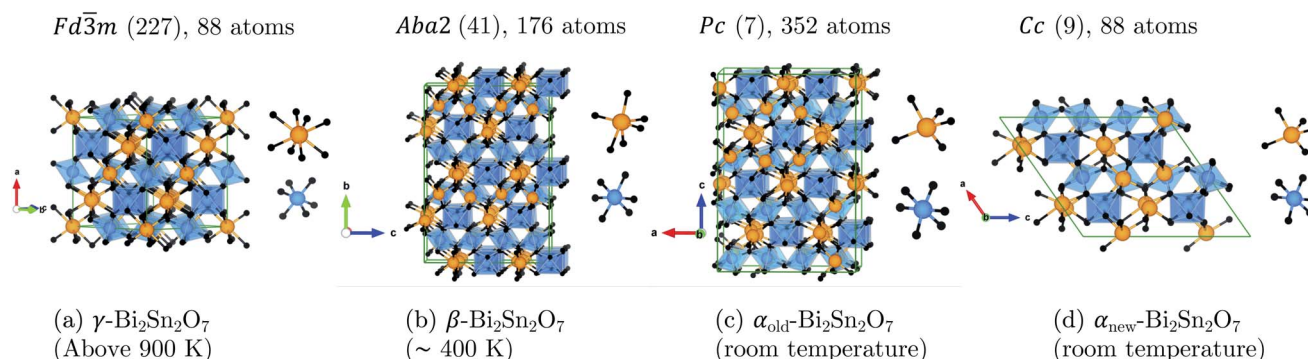 Fd3̅m (227), 88 atoms
Aba2 (41), 176 atoms
Pc (7), 352 atoms
Cc (9), 88 atoms
a
b
b
c
c
a
b
a
b
c
(a) γ-Bi₂Sn₂O₇
(Above 900 K)
(b) β-Bi₂Sn₂O₇
(~ 400 K)
(c) α_old-Bi₂Sn₂O₇
(room temperature)
(d) α_new-Bi₂Sn₂O₇
(room temperature)